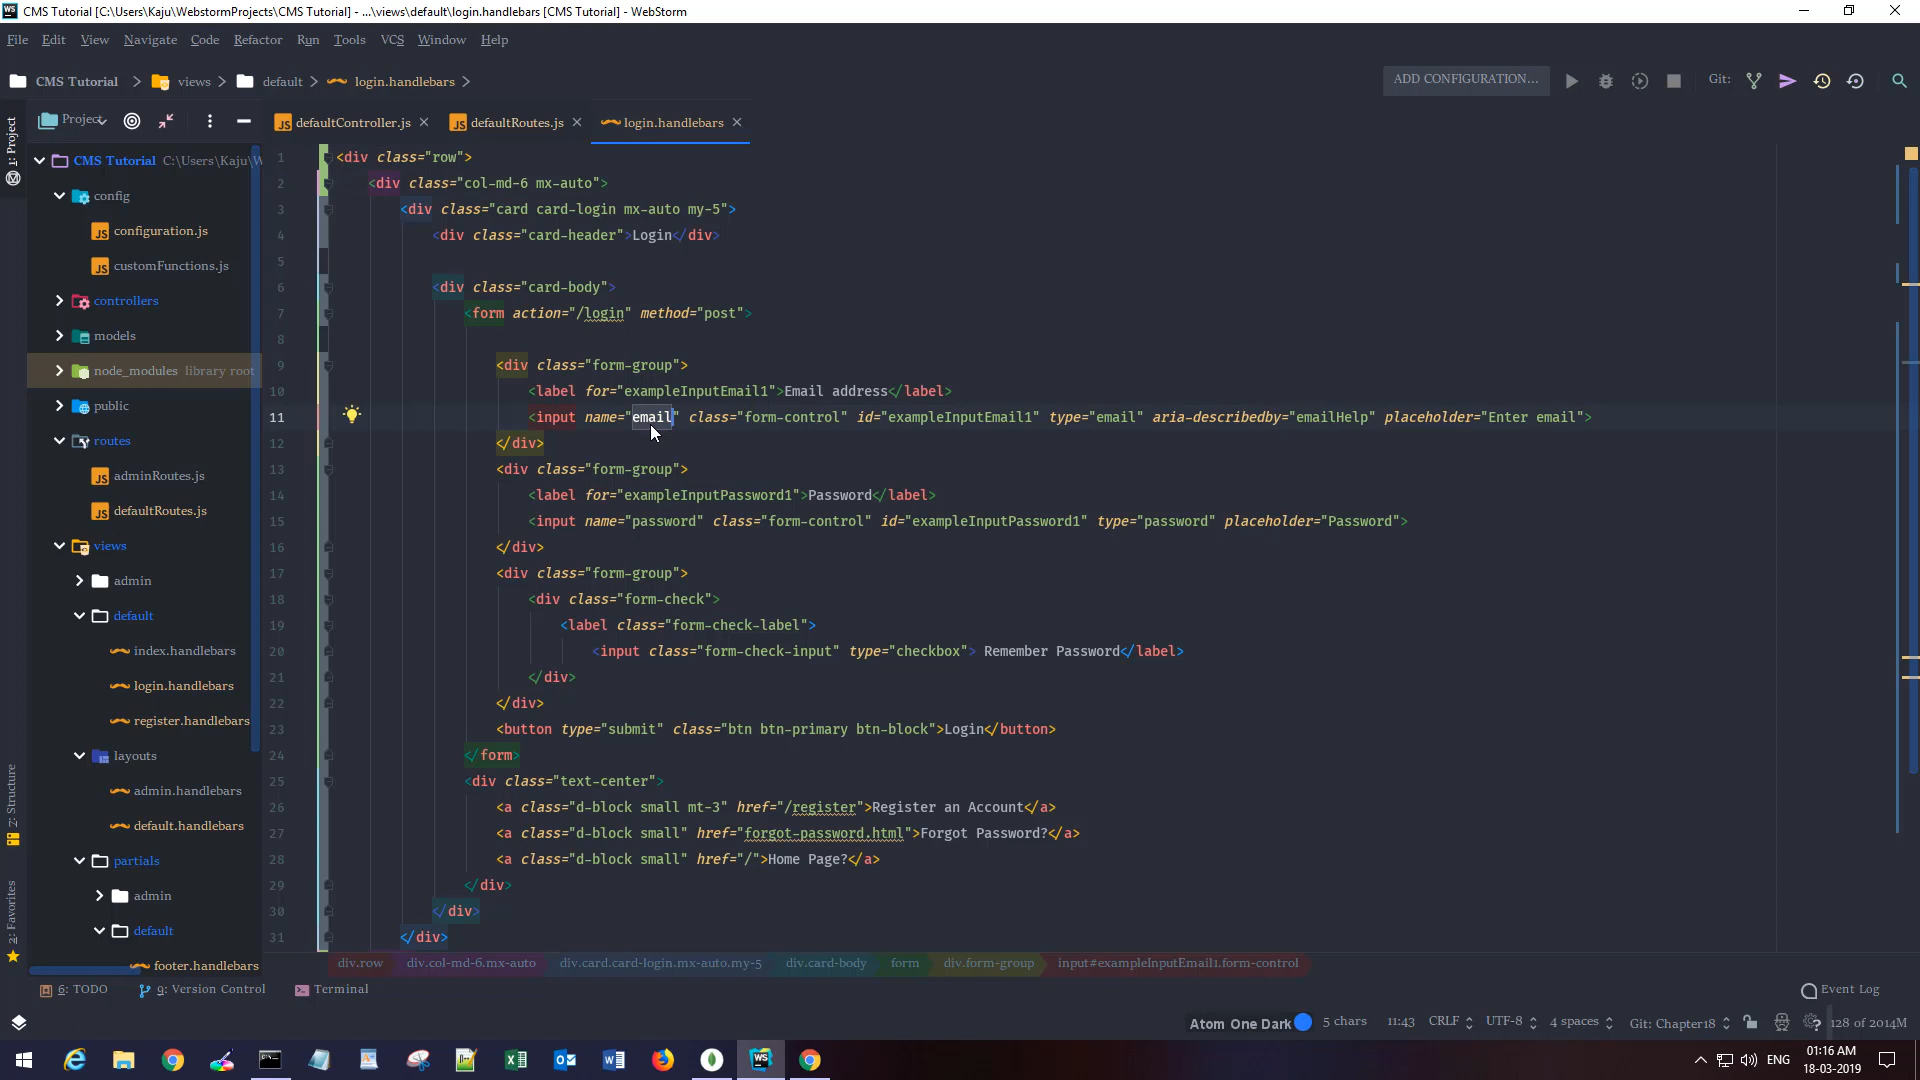 CMS Tutorial [C:\Users\Kaju\WebstormProjects\CMS Tutorial] - ...\views\default\login.handlebars [CMS Tutorial] - WebStorm
File Edit View Navigate Code Refactor Run Tools VCS Window Help
CMS Tutorial views default login.handlebars ADD CONFIGURATION... Git:
Project defaultController.js defaultRoutes.js login.handlebars
1: Project
CMS Tutorial C:\Users\Kaju\W
config
configuration.js
customFunctions.js
controllers
models
node_modules library root
public
routes
adminRoutes.js
defaultRoutes.js
views
admin
default
index.handlebars
login.handlebars
register.handlebars
layouts
admin.handlebars
default.handlebars
partials
admin
default
footer.handlebars
7: Structure
2: Favorites
1 <div class="row">
2 <div class="col-md-6 mx-auto">
3 <div class="card card-login mx-auto my-5">
4 <div class="card-header">Login</div>
5
6 <div class="card-body">
7 <form action="/login" method="post">
8
9 <div class="form-group">
10 <label for="exampleInputEmail1">Email address</label>
11 <input name="email" class="form-control" id="exampleInputEmail1" type="email" aria-describedby="emailHelp" placeholder="Enter email">
12 </div>
13 <div class="form-group">
14 <label for="exampleInputPassword1">Password</label>
15 <input name="password" class="form-control" id="exampleInputPassword1" type="password" placeholder="Password">
16 </div>
17 <div class="form-group">
18 <div class="form-check">
19 <label class="form-check-label">
20 <input class="form-check-input" type="checkbox"> Remember Password</label>
21 </div>
22 </div>
23 <button type="submit" class="btn btn-primary btn-block">Login</button>
24 </form>
25 <div class="text-center">
26 <a class="d-block small mt-3" href="/register">Register an Account</a>
27 <a class="d-block small" href="forgot-password.html">Forgot Password?</a>
28 <a class="d-block small" href="/">Home Page?</a>
29 </div>
30 </div>
31 </div>
div.row div.col-md-6.mx-auto div.card.card-login.mx-auto.my-5 div.card-body form div.form-group input#exampleInputEmail1.form-control
6: TODO 9: Version Control Terminal Event Log
Atom One Dark 5 chars 11:43 CRLF UTF-8 4 spaces Git: Chapter18 128 of 2014M
ENG 01:16 AM
18-03-2019